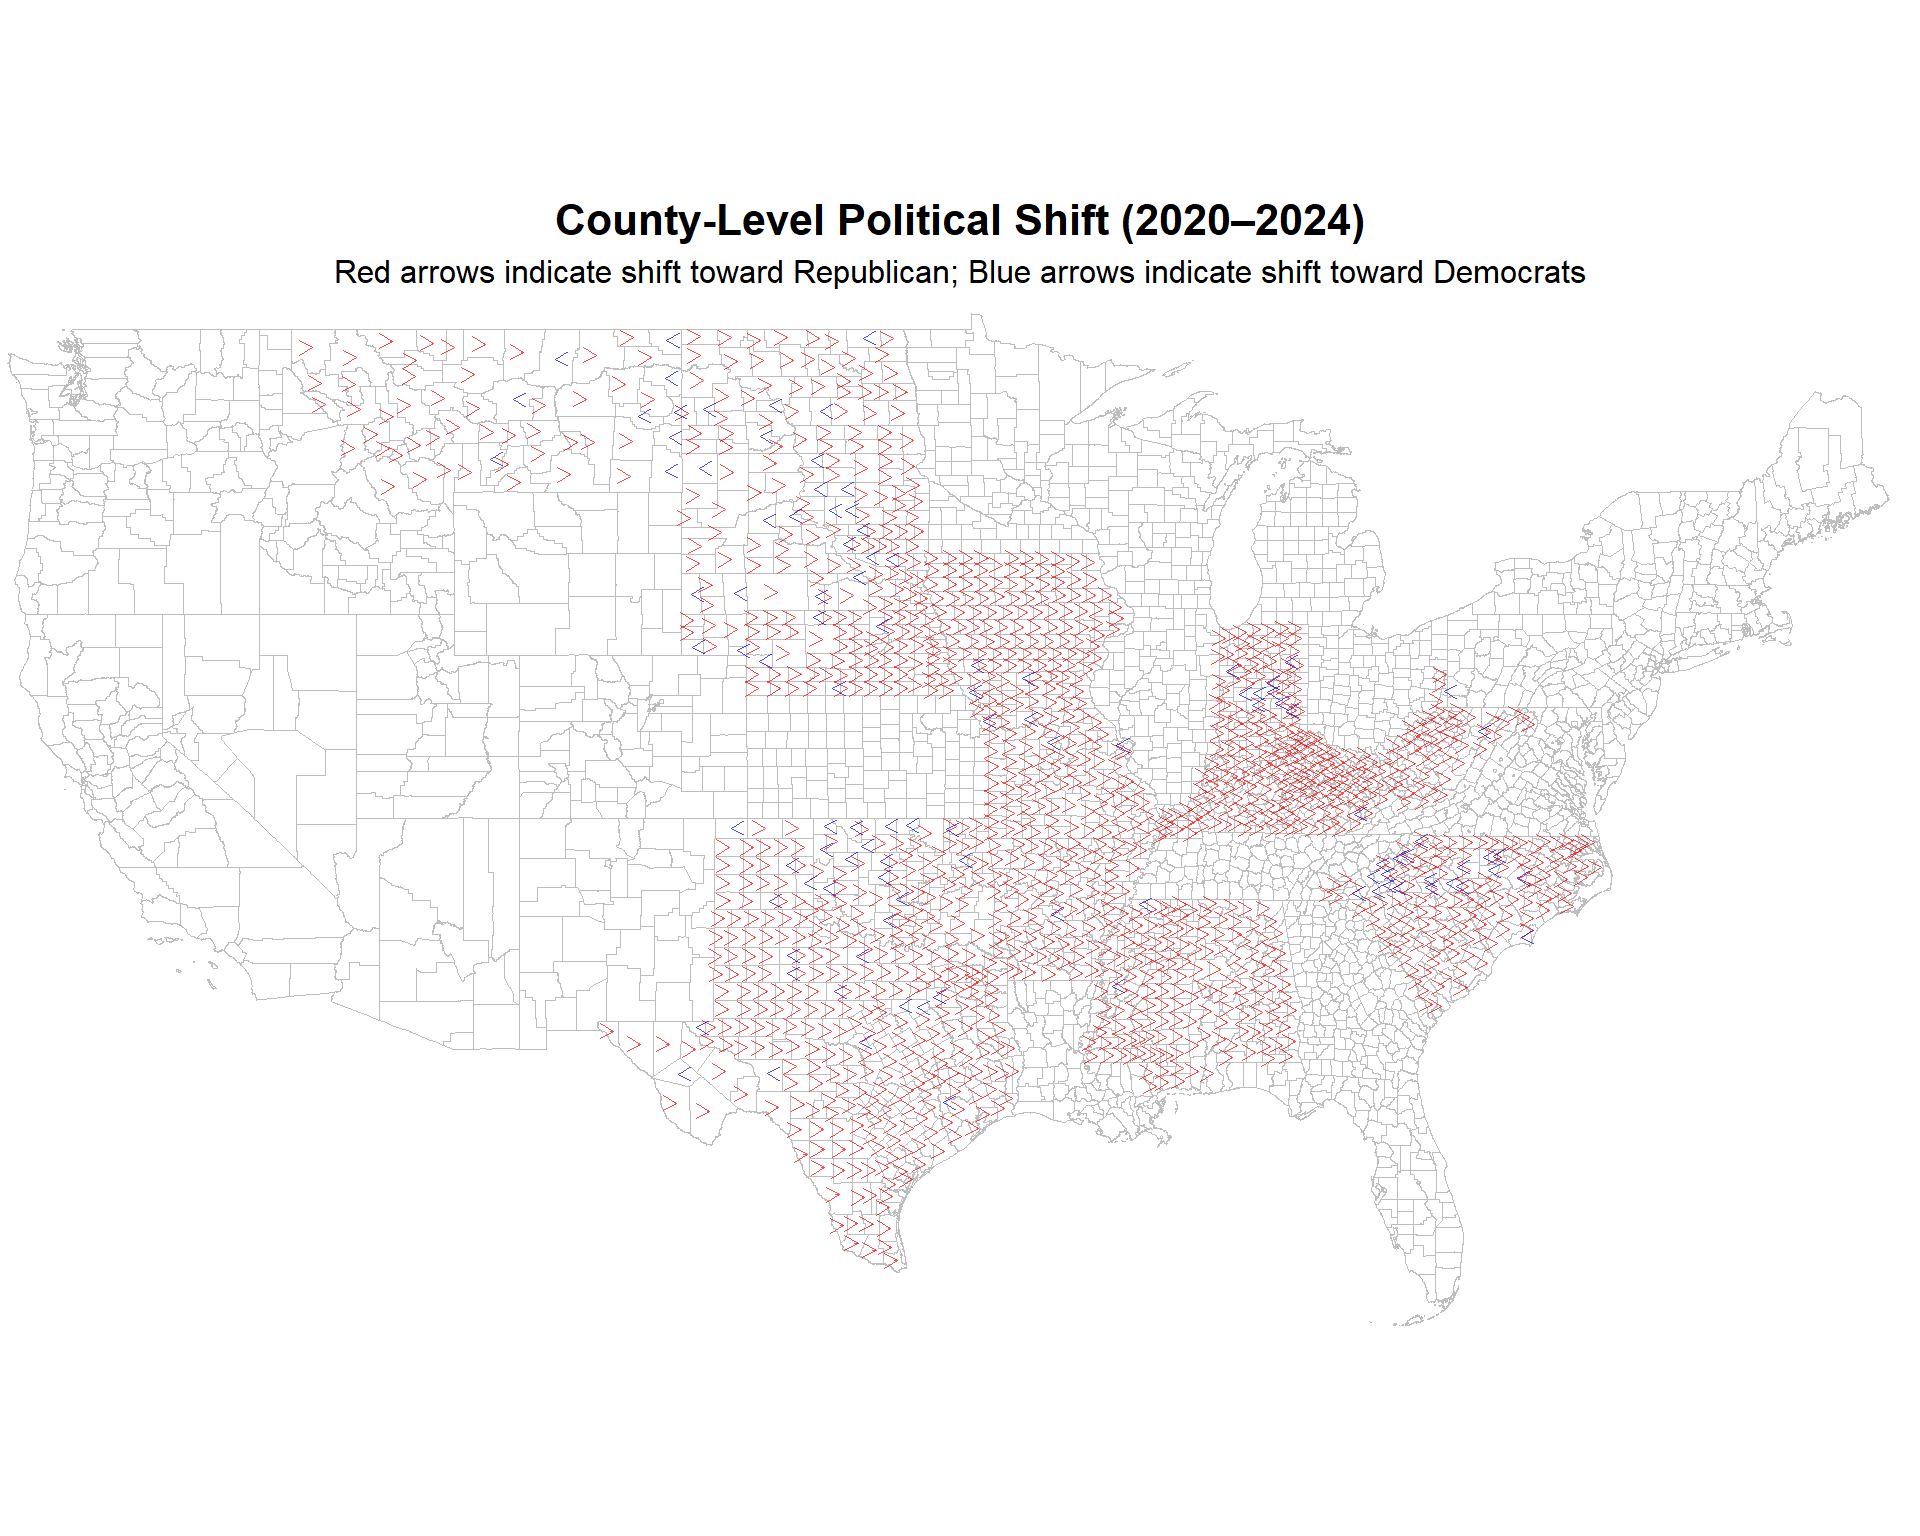 County-Level Political Shift (2020–2024)
Red arrows indicate shift toward Republican; Blue arrows indicate shift toward Democrats